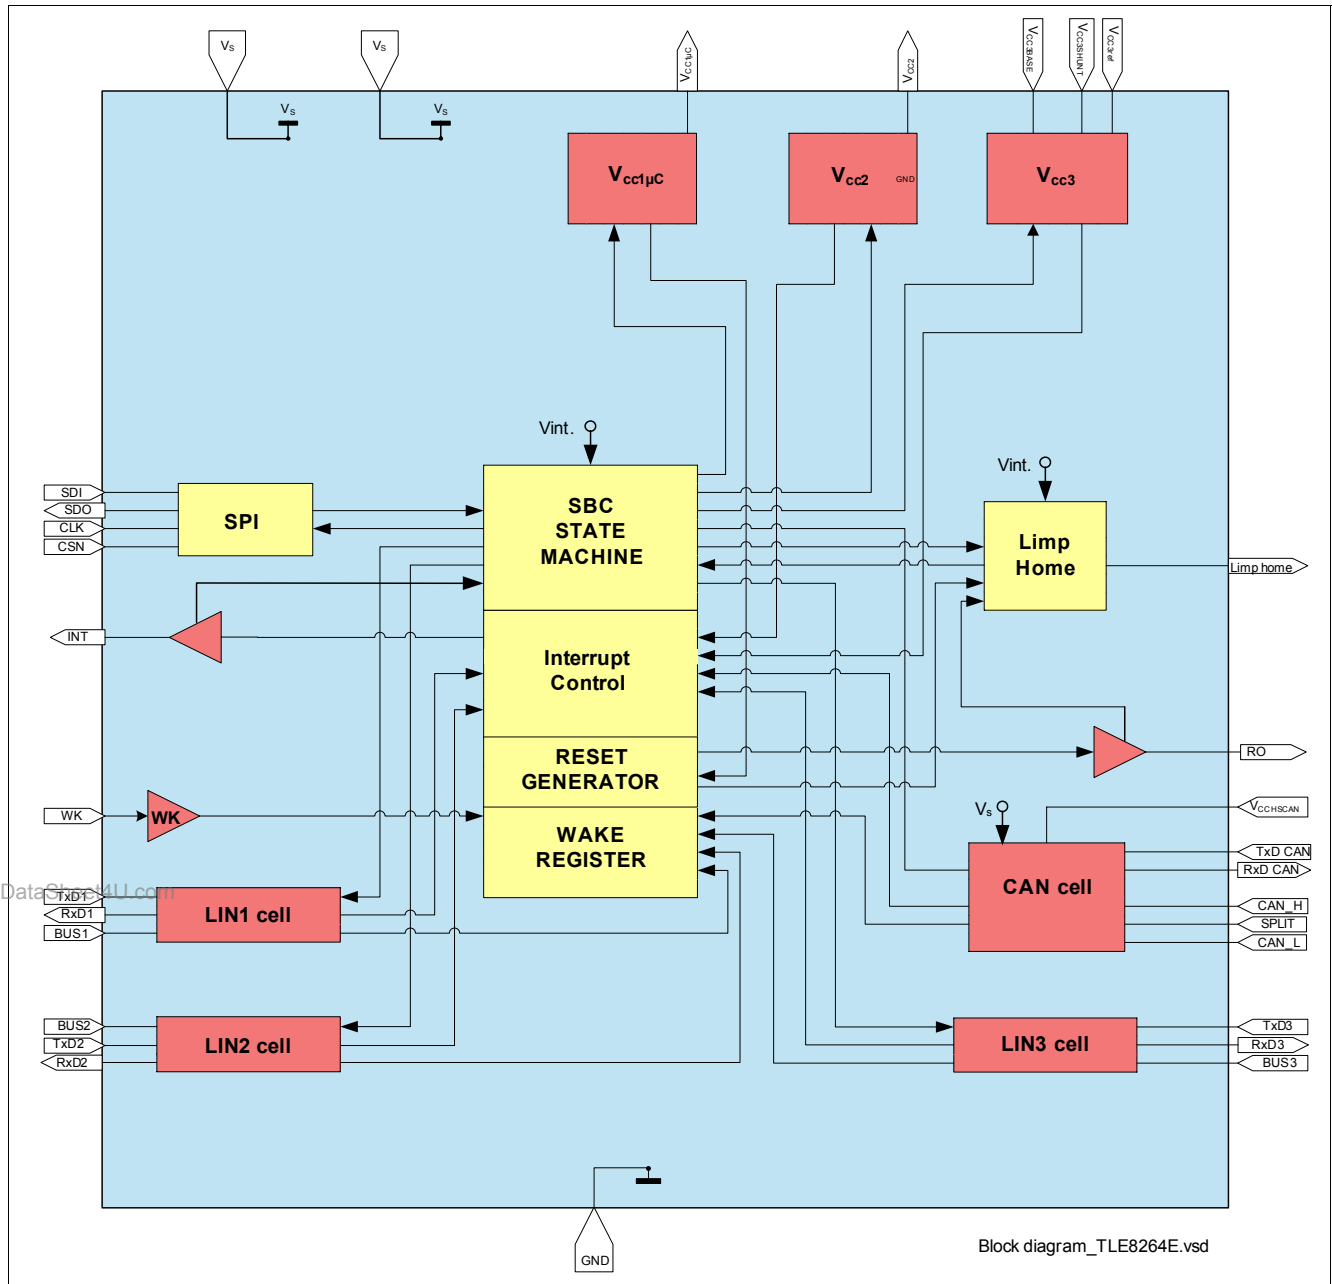 Vs
Vs
Vcc1µC
VCC2
VCC3BASE
VCC3SHUNT
VCC3ref
Vs
Vs
Vcc1µC
Vcc2
GND
Vcc3
Vint.
SDI
SDO
CLK
CSN
SPI
SBC
STATE
MACHINE
Vint.
Limp
Home
Limp home
INT
Interrupt
Control
RESET
GENERATOR
RO
WK
WK
WAKE
REGISTER
Vs
VCCHSCAN
CAN cell
TxD CAN
RxD CAN
CAN_H
SPLIT
CAN_L
DataSheet4U.com
TxD1
RxD1
BUS1
LIN1 cell
BUS2
TxD2
RxD2
LIN2 cell
LIN3 cell
TxD3
RxD3
BUS3
GND
Block diagram_TLE8264E.vsd